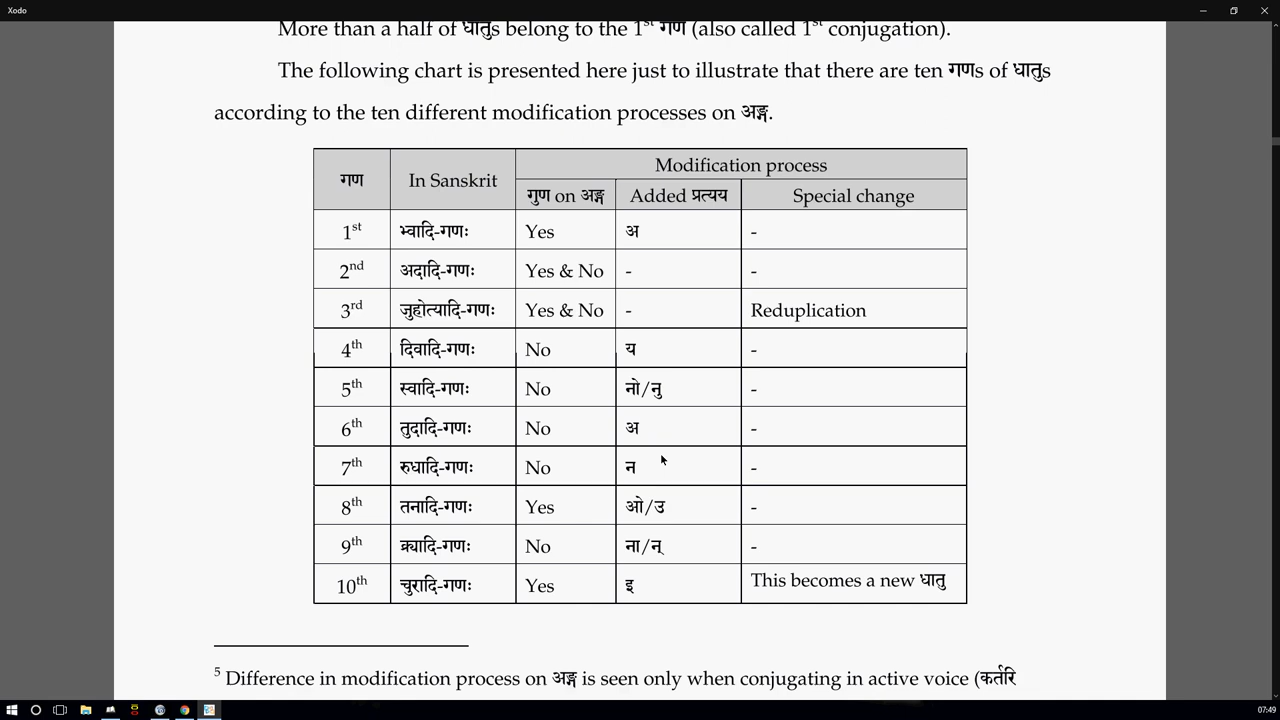 Xodo
More than a half of धातुs belong to the 1st गण (also called 1st conjugation).
The following chart is presented here just to illustrate that there are ten गणs of धातुs
according to the ten different modification processes on अङ्ग.
गण In Sanskrit Modification process
गुण on अङ्ग Added प्रत्यय Special change
1st भ्वादि-गणः Yes अ -
2nd अदादि-गणः Yes & No - -
3rd जुहोत्यादि-गणः Yes & No - Reduplication
4th दिवादि-गणः No य -
5th स्वादि-गणः No नो/नु -
6th तुदादि-गणः No अ -
7th रुधादि-गणः No न -
8th तनादि-गणः Yes ओ/उ -
9th क्र्यादि-गणः No ना/न् -
10th चुरादि-गणः Yes इ This becomes a new धातु
5 Difference in modification process on अङ्ग is seen only when conjugating in active voice (कर्तरि
07:49